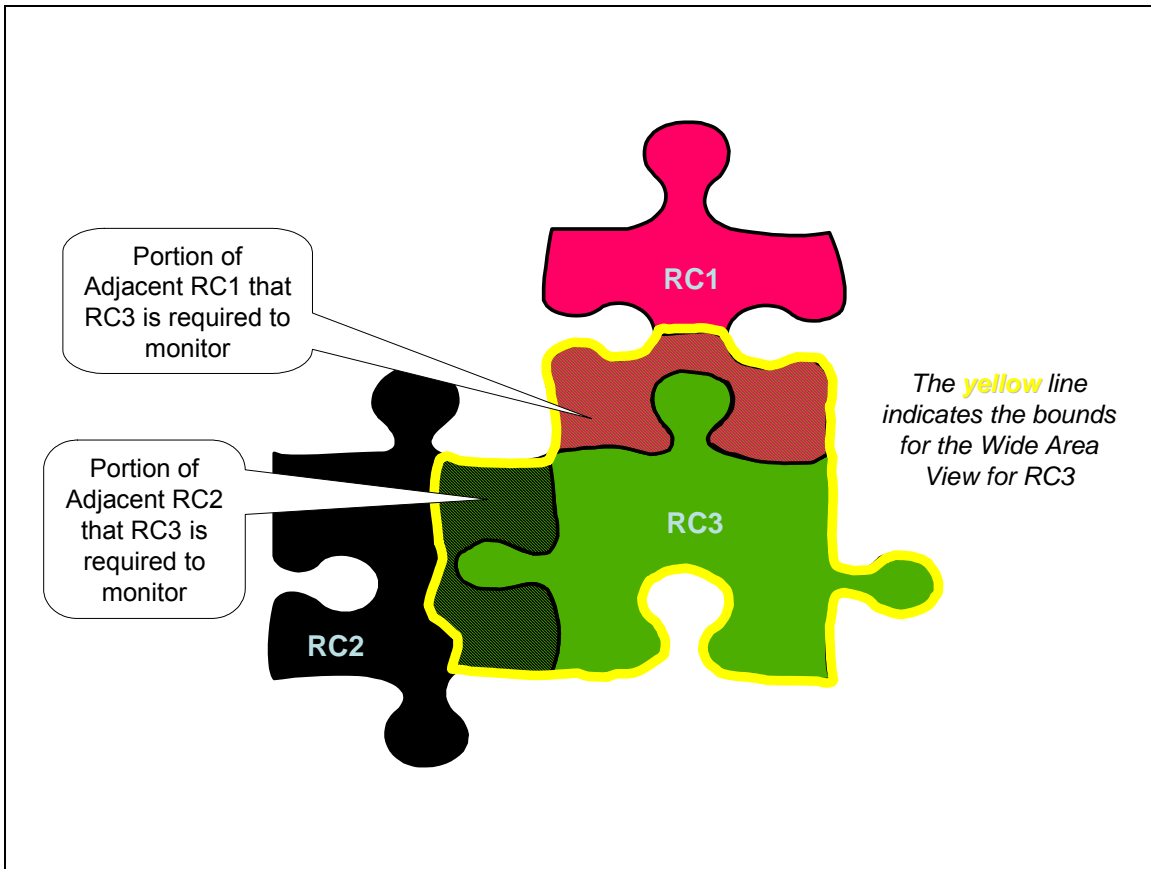 Portion of
Adjacent RC1 that
RC3 is required to
monitor
Portion of
Adjacent RC2
that RC3 is
required to
monitor
RC1
RC3
RC2
The yellow line
indicates the bounds
for the Wide Area
View for RC3